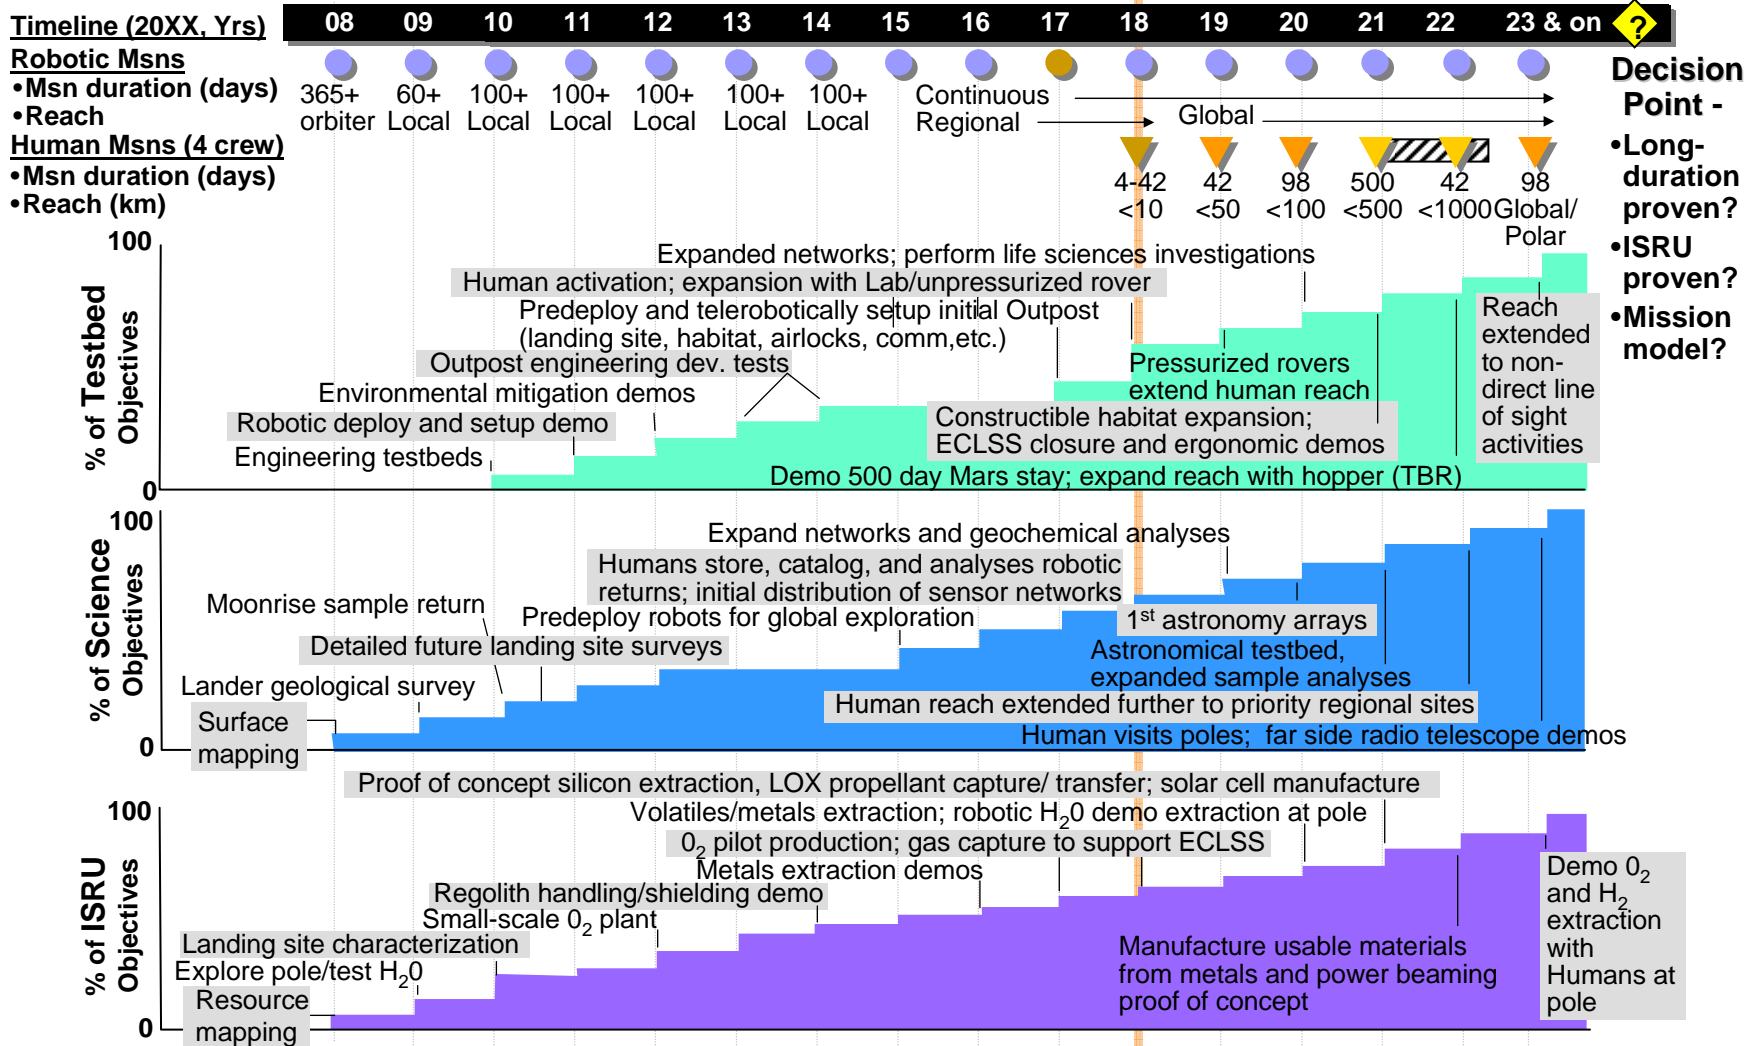 Timeline (20XX, Yrs) 08 09 10 11 12 13 14 15 16 17 18 19 20 21 22 23 & on ?
Robotic Msns
•Msn duration (days)
•Reach
365+ 60+ 100+ 100+ 100+ 100+ 100+ Continuous
orbiter Local Local Local Local Local Local Regional Global
Human Msns (4 crew)
•Msn duration (days)
•Reach (km)
4-42 42 98 500 42 98
<10 <50 <100 <500 <1000 Global/
Polar
Decision
Point -
•Long-
duration
proven?
•ISRU
proven?
•Mission
model?
100
% of Testbed
Objectives
0
Expanded networks; perform life sciences investigations
Human activation; expansion with Lab/unpressurized rover
Predeploy and telerobotically setup initial Outpost
(landing site, habitat, airlocks, comm,etc.)
Outpost engineering dev. tests
Environmental mitigation demos
Robotic deploy and setup demo
Engineering testbeds
Pressurized rovers
extend human reach
Constructible habitat expansion;
ECLSS closure and ergonomic demos
Demo 500 day Mars stay; expand reach with hopper (TBR)
Reach
extended
to non-
direct line
of sight
activities
100
% of Science
Objectives
0
Expand networks and geochemical analyses
Humans store, catalog, and analyses robotic
returns; initial distribution of sensor networks
Moonrise sample return
Predeploy robots for global exploration
Detailed future landing site surveys
Lander geological survey
Surface
mapping
1st astronomy arrays
Astronomical testbed,
expanded sample analyses
Human reach extended further to priority regional sites
Human visits poles; far side radio telescope demos
100
% of ISRU
Objectives
0
Proof of concept silicon extraction, LOX propellant capture/ transfer; solar cell manufacture
Volatiles/metals extraction; robotic H20 demo extraction at pole
02 pilot production; gas capture to support ECLSS
Metals extraction demos
Regolith handling/shielding demo
Small-scale 02 plant
Landing site characterization
Explore pole/test H20
Resource
mapping
Manufacture usable materials
from metals and power beaming
proof of concept
Demo 02
and H2
extraction
with
Humans at
pole